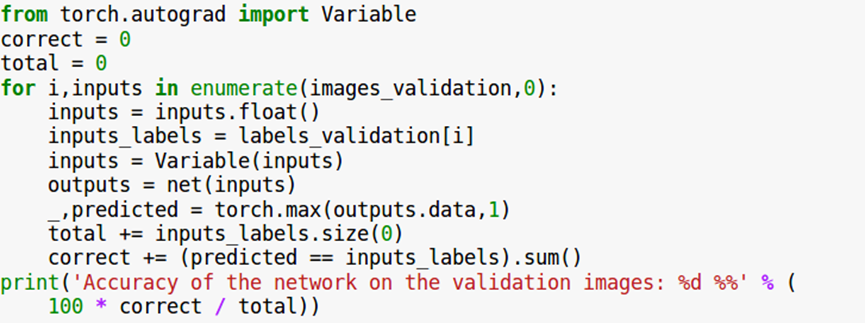 from torch.autograd import Variable
correct = 0
total = 0
for i,inputs in enumerate(images_validation,0):
    inputs = inputs.float()
    inputs_labels = labels_validation[i]
    inputs = Variable(inputs)
    outputs = net(inputs)
    _,predicted = torch.max(outputs.data,1)
    total += inputs_labels.size(0)
    correct += (predicted == inputs_labels).sum()
print('Accuracy of the network on the validation images: %d %%' % (
    100 * correct / total))